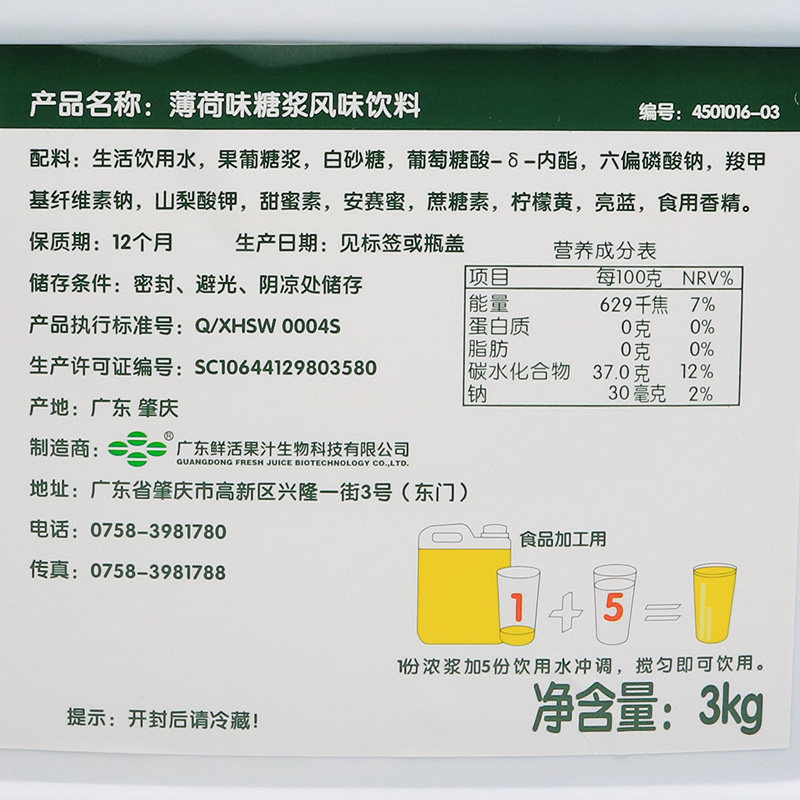 产品名称：薄荷味糖浆风味饮料
编号：4501016-03
配料：生活饮用水，果葡糖浆，白砂糖，葡萄糖酸-δ-内酯，六偏磷酸钠，羧甲
基纤维素钠，山梨酸钾，甜蜜素，安赛蜜，蔗糖素，柠檬黄，亮蓝，食用香精。
保质期：12个月 生产日期：见标签或瓶盖
储存条件：密封、避光、阴凉处储存
产品执行标准号：Q/XHSW 0004S
生产许可证编号：SC10644129803580
产地：广东 肇庆
制造商：® 广东鲜活果汁生物科技有限公司
GUANGDONG FRESH JUICE BIOTECHNOLOGY CO.,LTD.
地址：广东省肇庆市高新区兴隆一街3号（东门）
电话：0758-3981780
传真：0758-3981788
营养成分表
项目 每100克 NRV%
能量 629千焦 7%
蛋白质 0克 0%
脂肪 0克 0%
碳水化合物 37.0克 12%
钠 30毫克 2%
食品加工用
1 + 5 =
1份浓浆加5份饮用水冲调，搅匀即可饮用。
提示：开封后请冷藏！
净含量：3kg